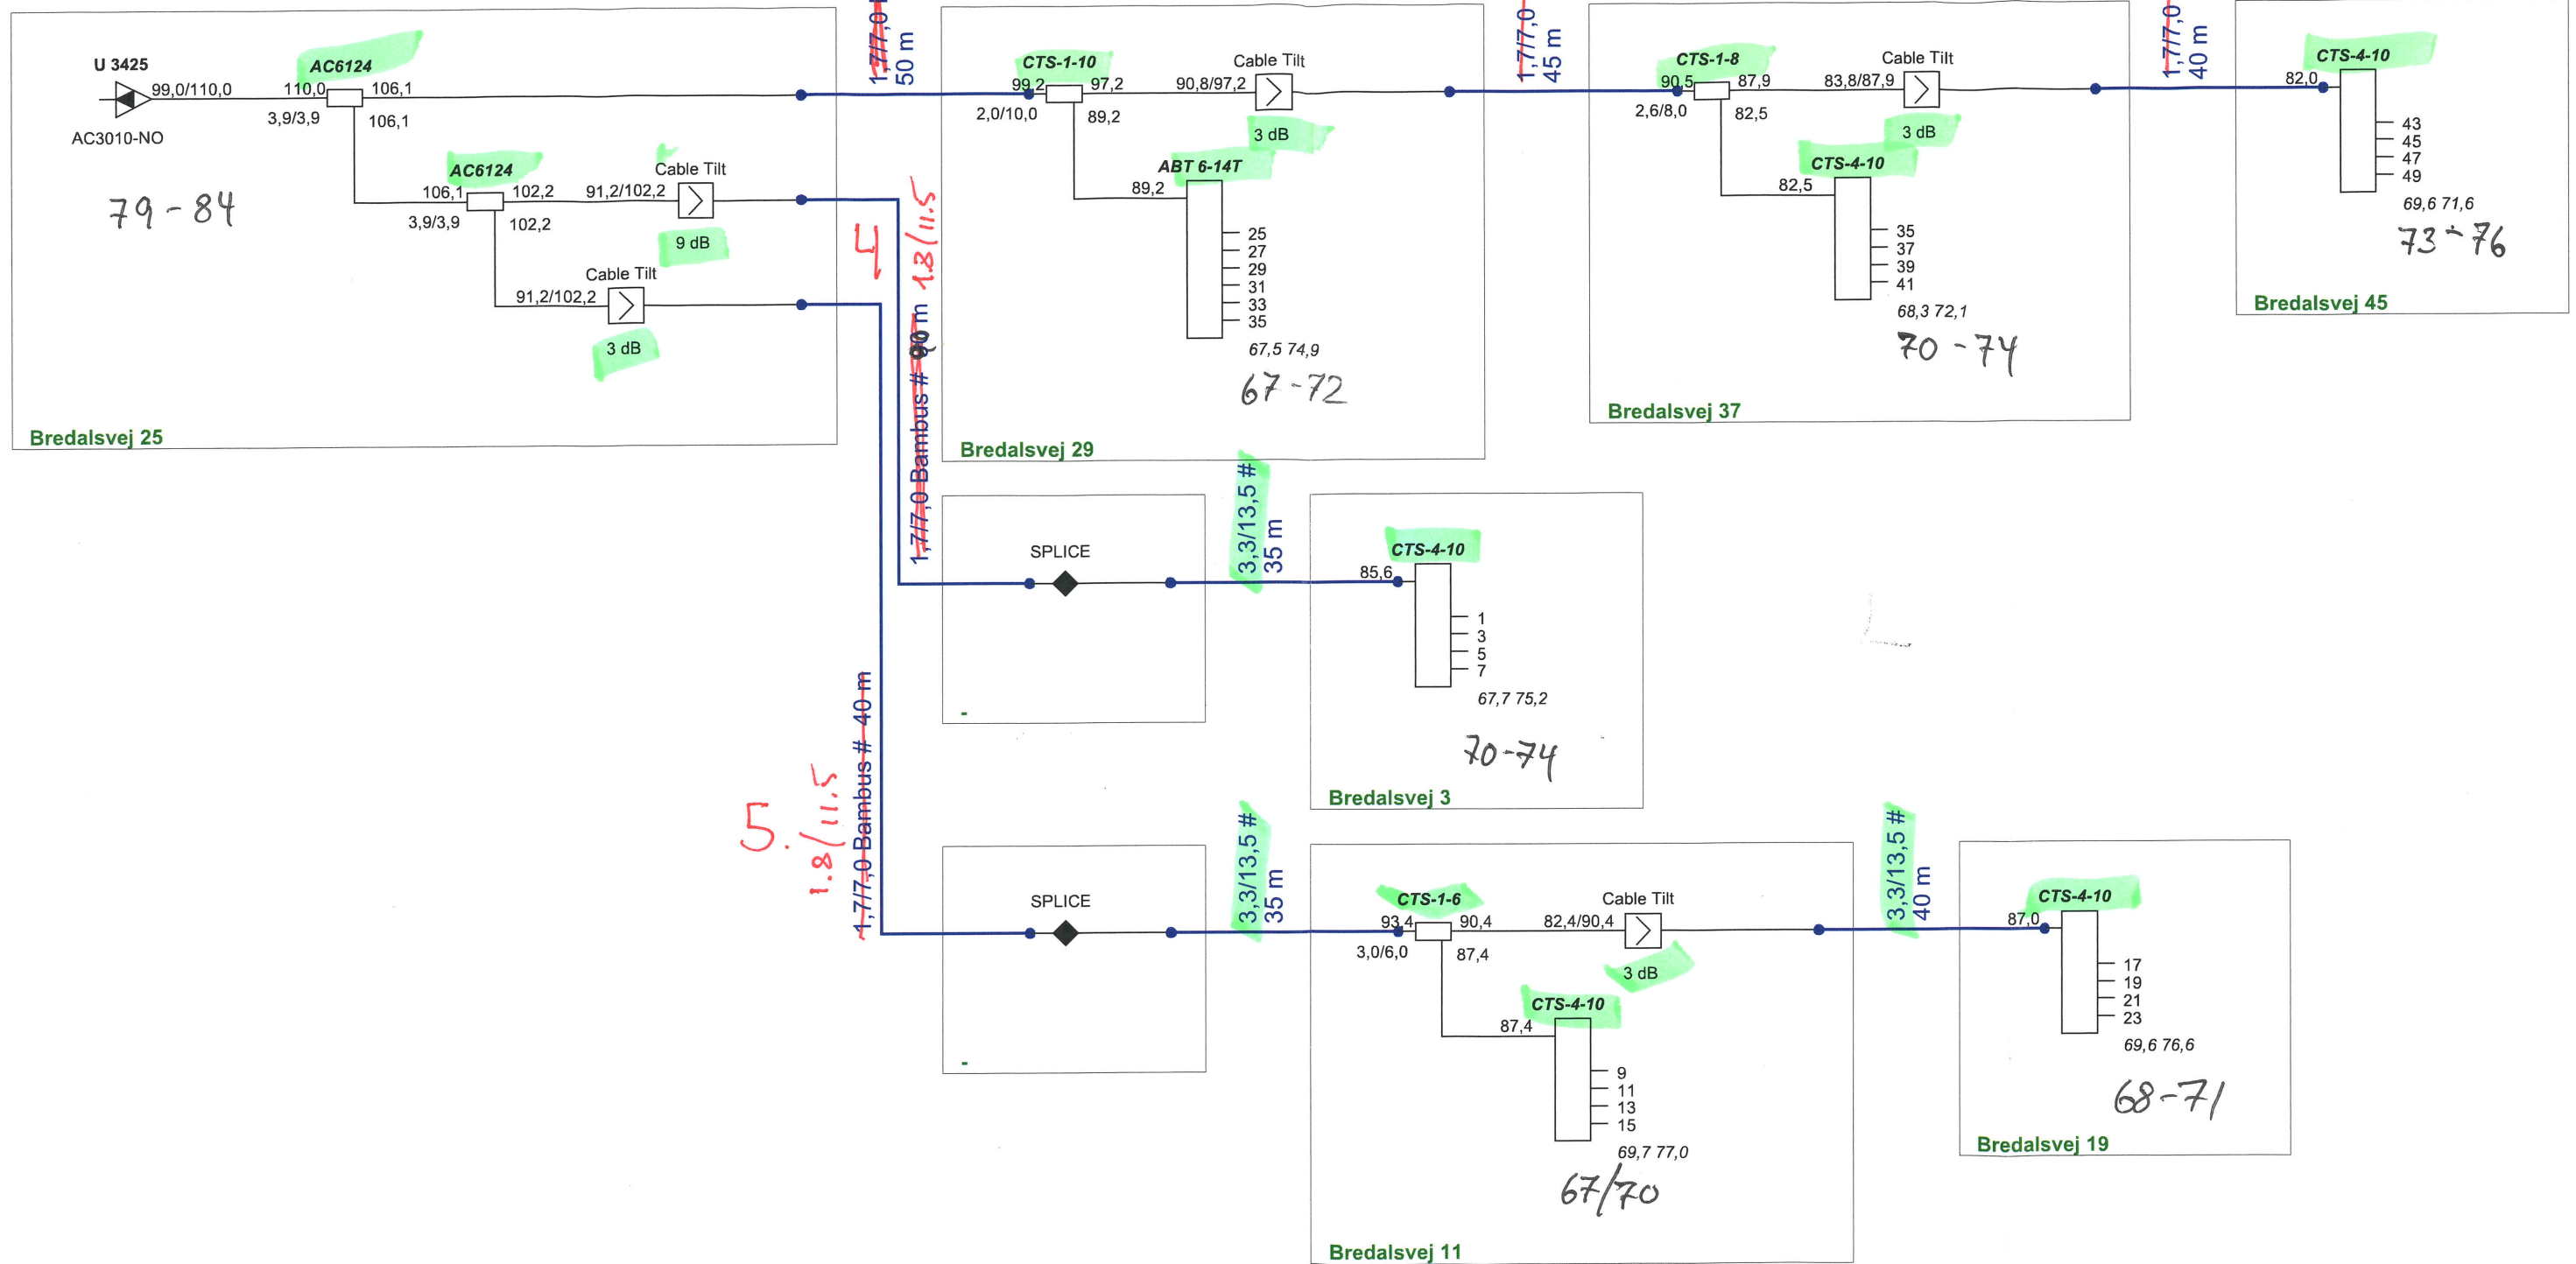 U 3425
AC3010-NO
99,0/110,0
AC6124
110,0
106,1
3,9/3,9
106,1
AC6124
106,1
102,2
3,9/3,9
102,2
91,2/102,2
Cable Tilt
9 dB
Cable Tilt
91,2/102,2
3 dB
79-84
Bredalsvej 25
1,7/7,0
50 m
CTS-1-10
99,2
97,2
2,0/10,0
89,2
90,8/97,2
Cable Tilt
3 dB
ABT 6-14T
89,2
25
27
29
31
33
35
67,5 74,9
67-72
Bredalsvej 29
1,7/7,0
45 m
CTS-1-8
90,5
87,9
2,6/8,0
82,5
83,8/87,9
Cable Tilt
3 dB
CTS-4-10
82,5
35
37
39
41
68,3 72,1
70-74
Bredalsvej 37
1,7/7,0
40 m
CTS-4-10
82,0
43
45
47
49
69,6 71,6
73-76
Bredalsvej 45
4
1.8/11.5
1,7/7,0 Bambus # m
SPLICE
-
3,3/13,5 #
35 m
CTS-4-10
85,6
1
3
5
7
67,7 75,2
70-74
Bredalsvej 3
5.
1.8/11.5
1,7/7,0 Bambus # 40 m
SPLICE
-
3,3/13,5 #
35 m
CTS-1-6
93,4
90,4
3,0/6,0
87,4
82,4/90,4
Cable Tilt
3 dB
CTS-4-10
87,4
9
11
13
15
69,7 77,0
67/70
Bredalsvej 11
3,3/13,5 #
40 m
CTS-4-10
87,0
17
19
21
23
69,6 76,6
68-71
Bredalsvej 19